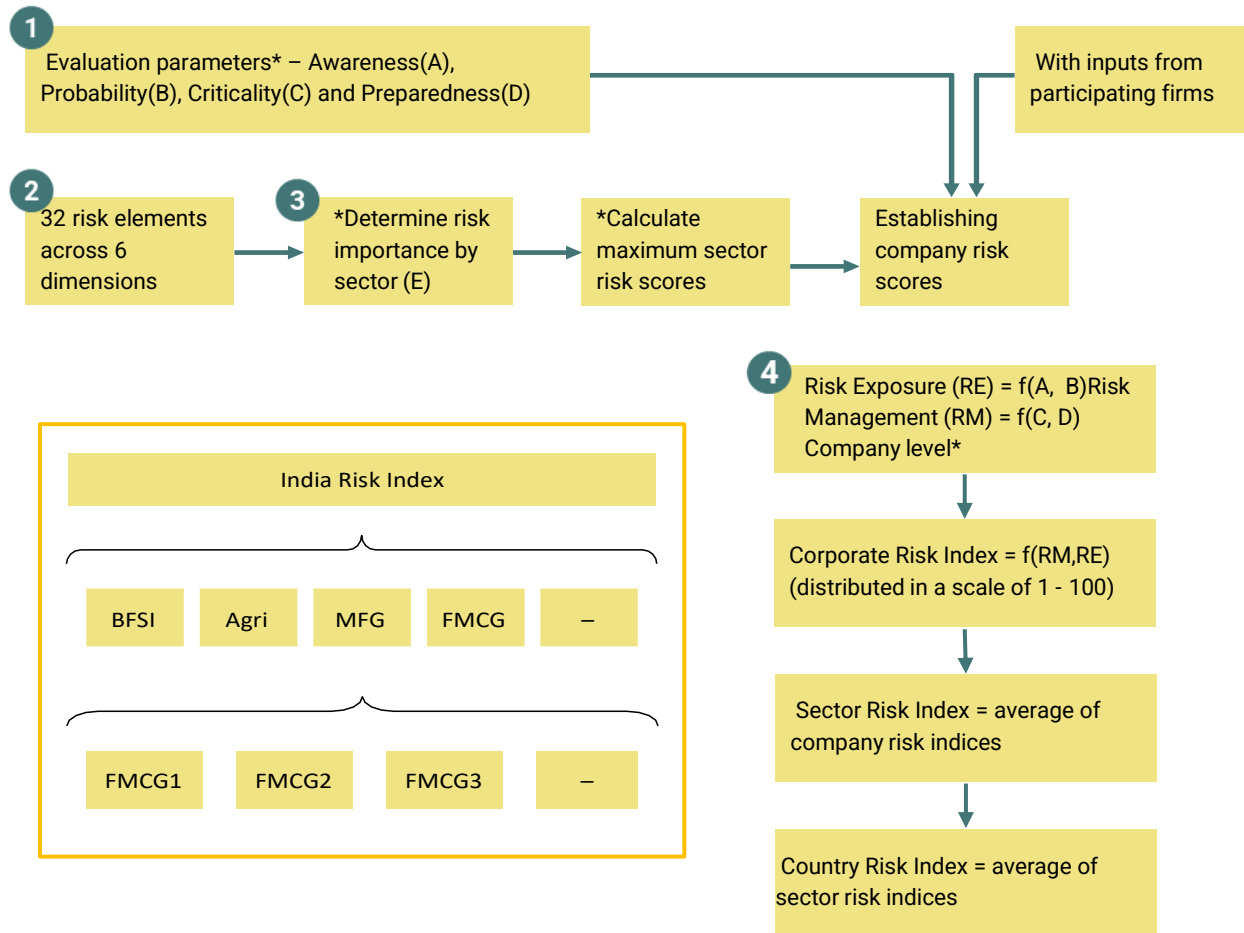 1
Evaluation parameters* – Awareness(A),
Probability(B), Criticality(C) and Preparedness(D)
With inputs from
participating firms
2
32 risk elements
across 6
dimensions
3
*Determine risk
importance by
sector (E)
*Calculate
maximum sector
risk scores
Establishing
company risk
scores
4
Risk Exposure (RE) = f(A, B)Risk
Management (RM) = f(C, D)
Company level*
Corporate Risk Index = f(RM,RE)
(distributed in a scale of 1 - 100)
Sector Risk Index = average of
company risk indices
Country Risk Index = average of
sector risk indices
India Risk Index
BFSI
Agri
MFG
FMCG
–
FMCG1
FMCG2
FMCG3
–